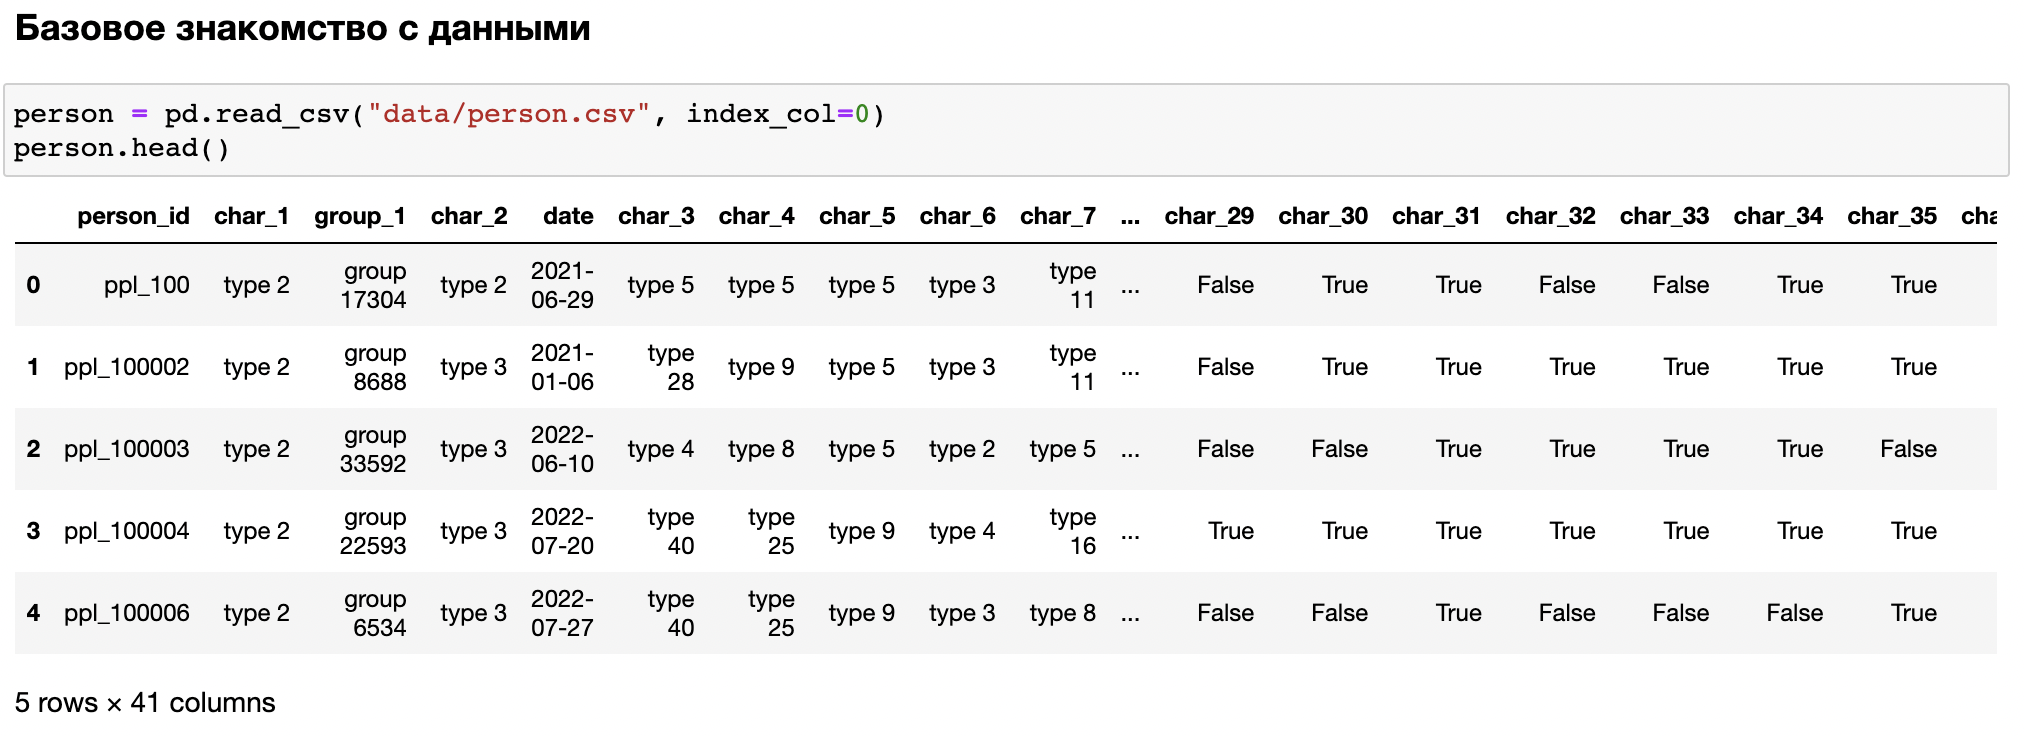 Базовое знакомство с данными
person = pd.read_csv("data/person.csv", index_col=0)
person.head()
person_id char_1 group_1 char_2 date char_3 char_4 char_5 char_6 char_7 ... char_29 char_30 char_31 char_32 char_33 char_34 char_35 cha
0 ppl_100 type 2 group 17304 type 2 2021-06-29 type 5 type 5 type 5 type 3 type 11 ... False True True False False True True
1 ppl_100002 type 2 group 8688 type 3 2021-01-06 type 28 type 9 type 5 type 3 type 11 ... False True True True True True True
2 ppl_100003 type 2 group 33592 type 3 2022-06-10 type 4 type 8 type 5 type 2 type 5 ... False False True True True True False
3 ppl_100004 type 2 group 22593 type 3 2022-07-20 type 40 type 25 type 9 type 4 type 16 ... True True True True True True True
4 ppl_100006 type 2 group 6534 type 3 2022-07-27 type 40 type 25 type 9 type 3 type 8 ... False False True False False False True
5 rows × 41 columns